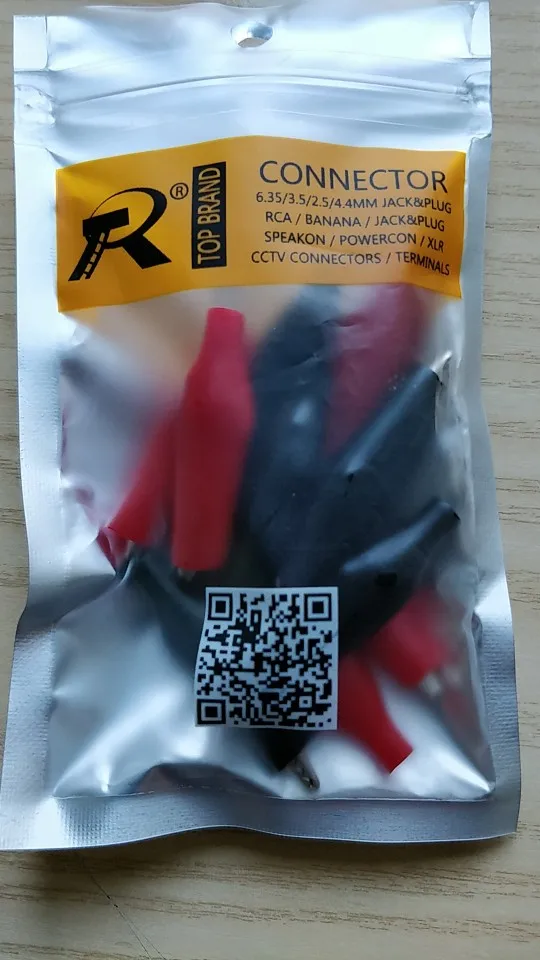 R®
TOP BRAND
CONNECTOR
6.35/3.5/2.5/4.4MM JACK&PLUG
RCA / BANANA / JACK&PLUG
SPEAKON / POWERCON / XLR
CCTV CONNECTORS / TERMINALS